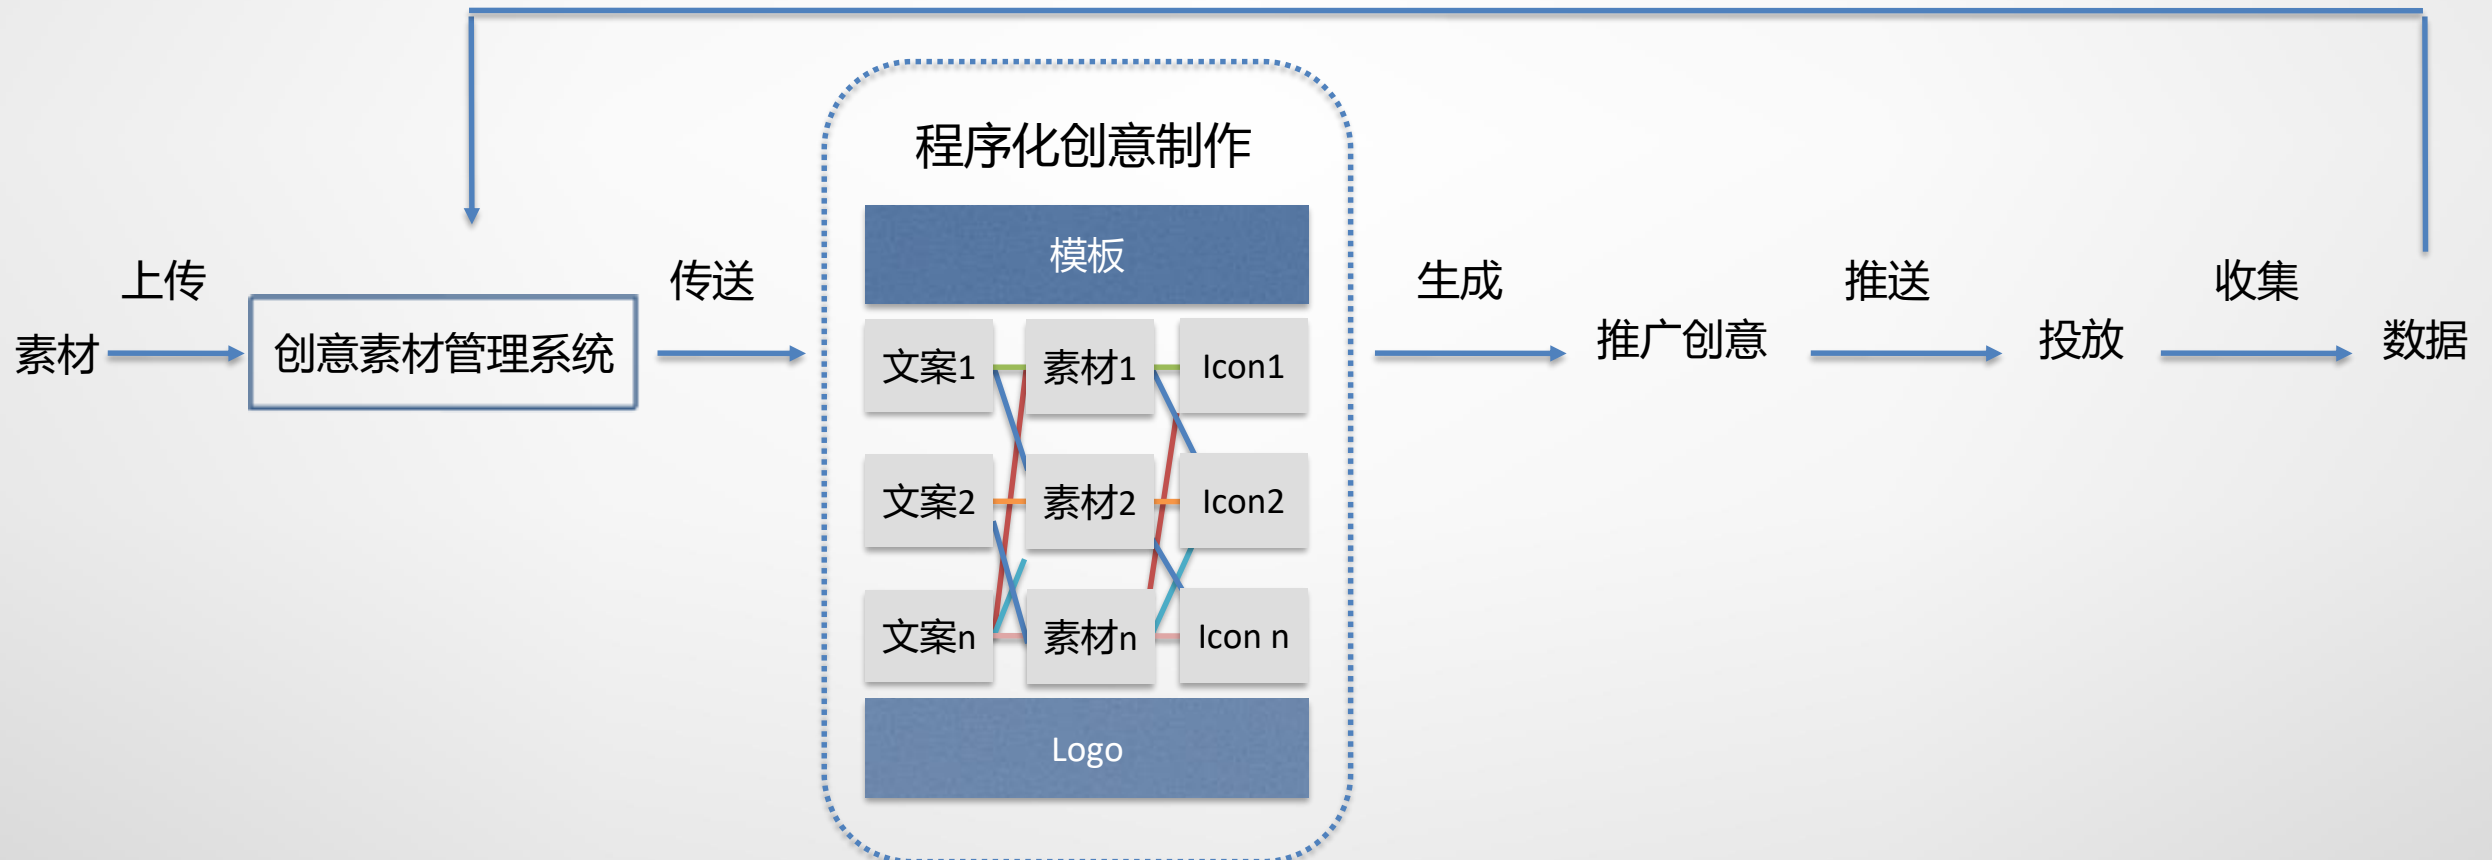 程序化创意制作
模板
上传
传送
生成
推送
收集
素材
创意素材管理系统
推广创意
投放
数据
文案1
素材1
Icon1
文案2
素材2
Icon2
文案n
素材n
Icon n
Logo